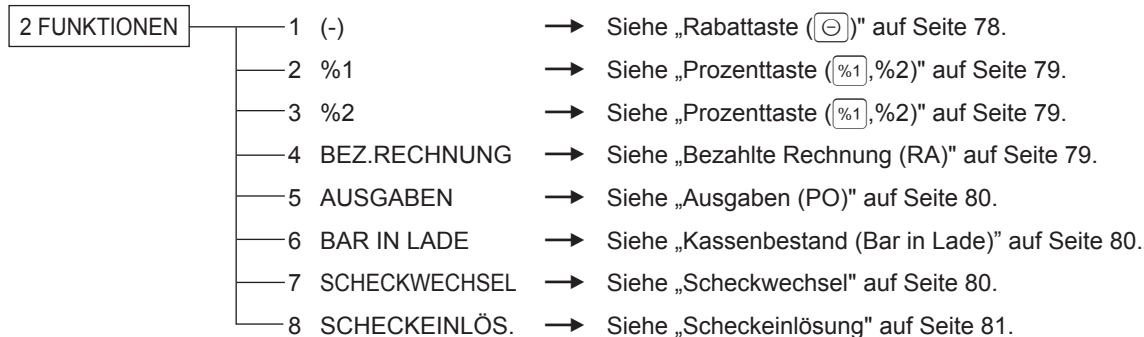 2 FUNKTIONEN 1 (-) Siehe „Rabattaste (⊖)" auf Seite 78.
2 %1 Siehe „Prozenttaste (%1,%2)" auf Seite 79.
3 %2 Siehe „Prozenttaste (%1,%2)" auf Seite 79.
4 BEZ.RECHNUNG Siehe „Bezahlte Rechnung (RA)" auf Seite 79.
5 AUSGABEN Siehe „Ausgaben (PO)" auf Seite 80.
6 BAR IN LADE Siehe „Kassenbestand (Bar in Lade)” auf Seite 80.
7 SCHECKWECHSEL Siehe „Scheckwechsel" auf Seite 80.
8 SCHECKEINLÖS. Siehe „Scheckeinlösung" auf Seite 81.